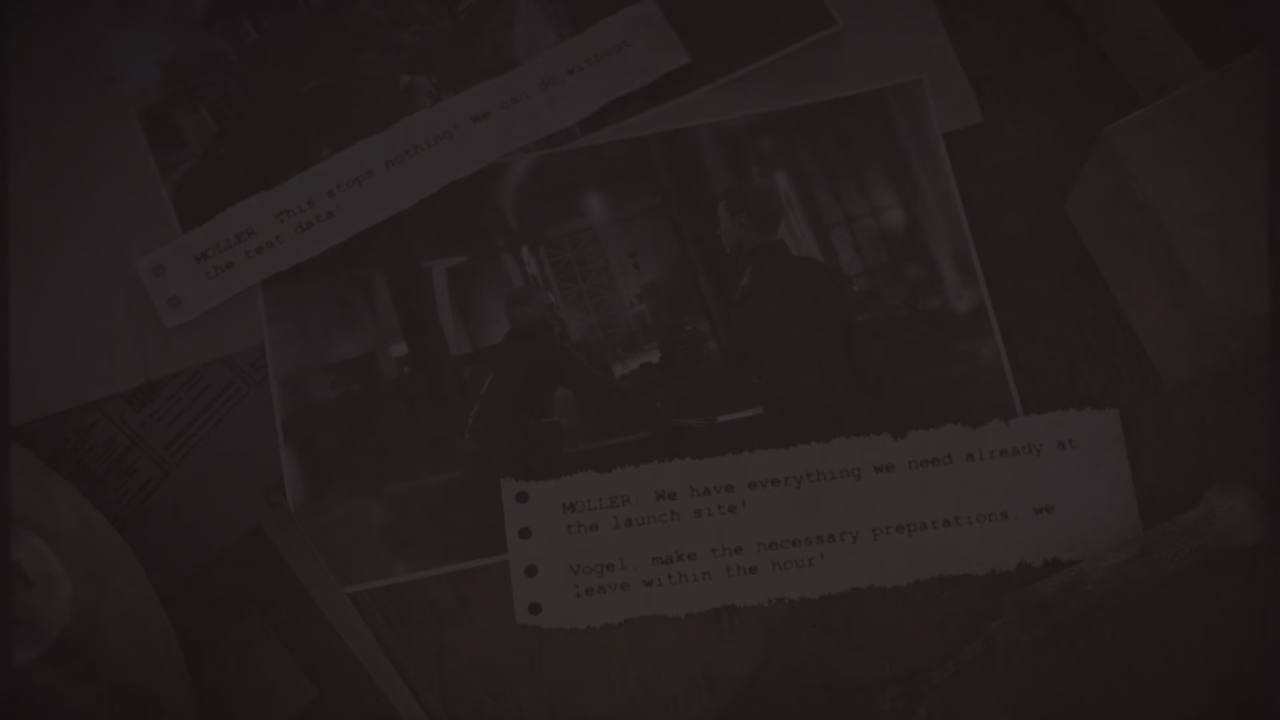 MOLLER This stops nothing! We can do without
the test data'
MOLLER: We have everything we need already at
the launch site'
Vogel, make the necessary preparations, we
leave within the hour'